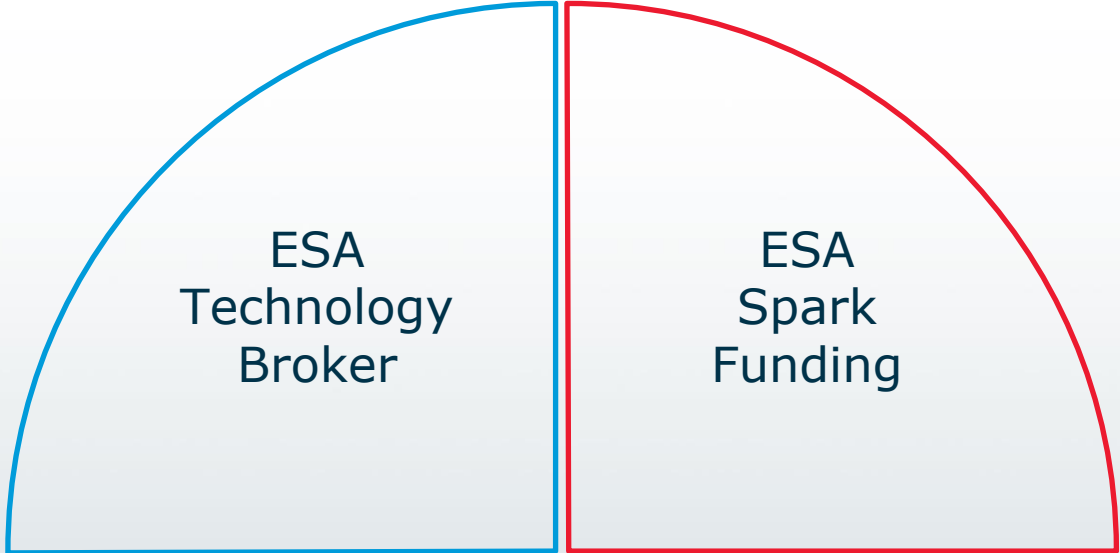 ESA
Technology
Broker
ESA
Spark
Funding